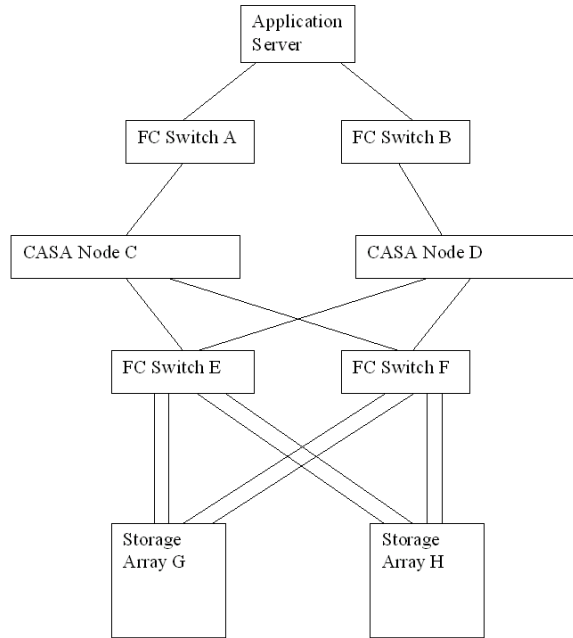 Application
Server
FC Switch A
FC Switch B
CASA Node C
CASA Node D
FC Switch E
FC Switch F
Storage
Array G
Storage
Array H